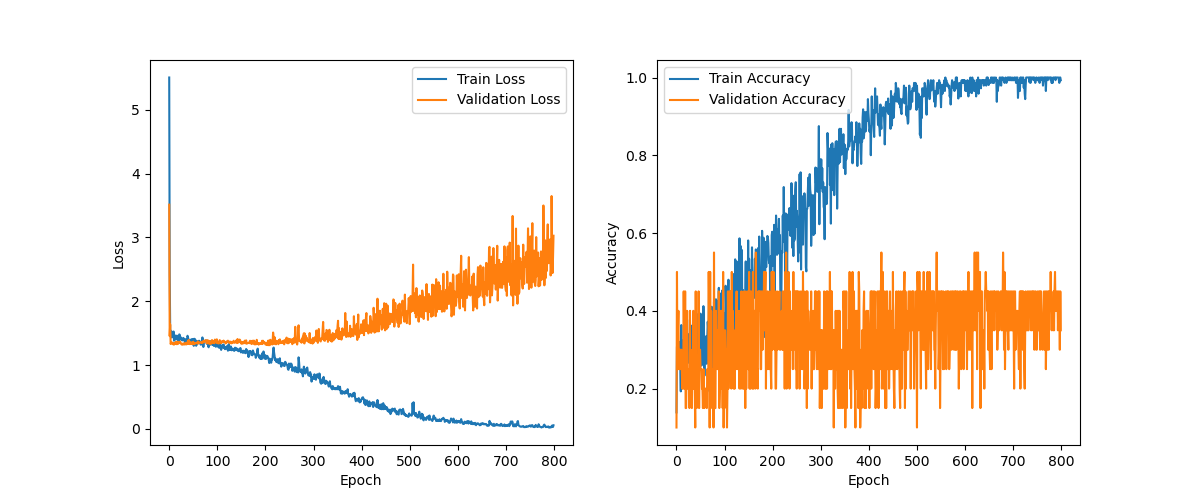 Train Loss
Validation Loss
5
4
3
2
1
0
Loss
0 100 200 300 400 500 600 700 800
Epoch
Train Accuracy
Validation Accuracy
1.0
0.8
0.6
0.4
0.2
Accuracy
0 100 200 300 400 500 600 700 800
Epoch